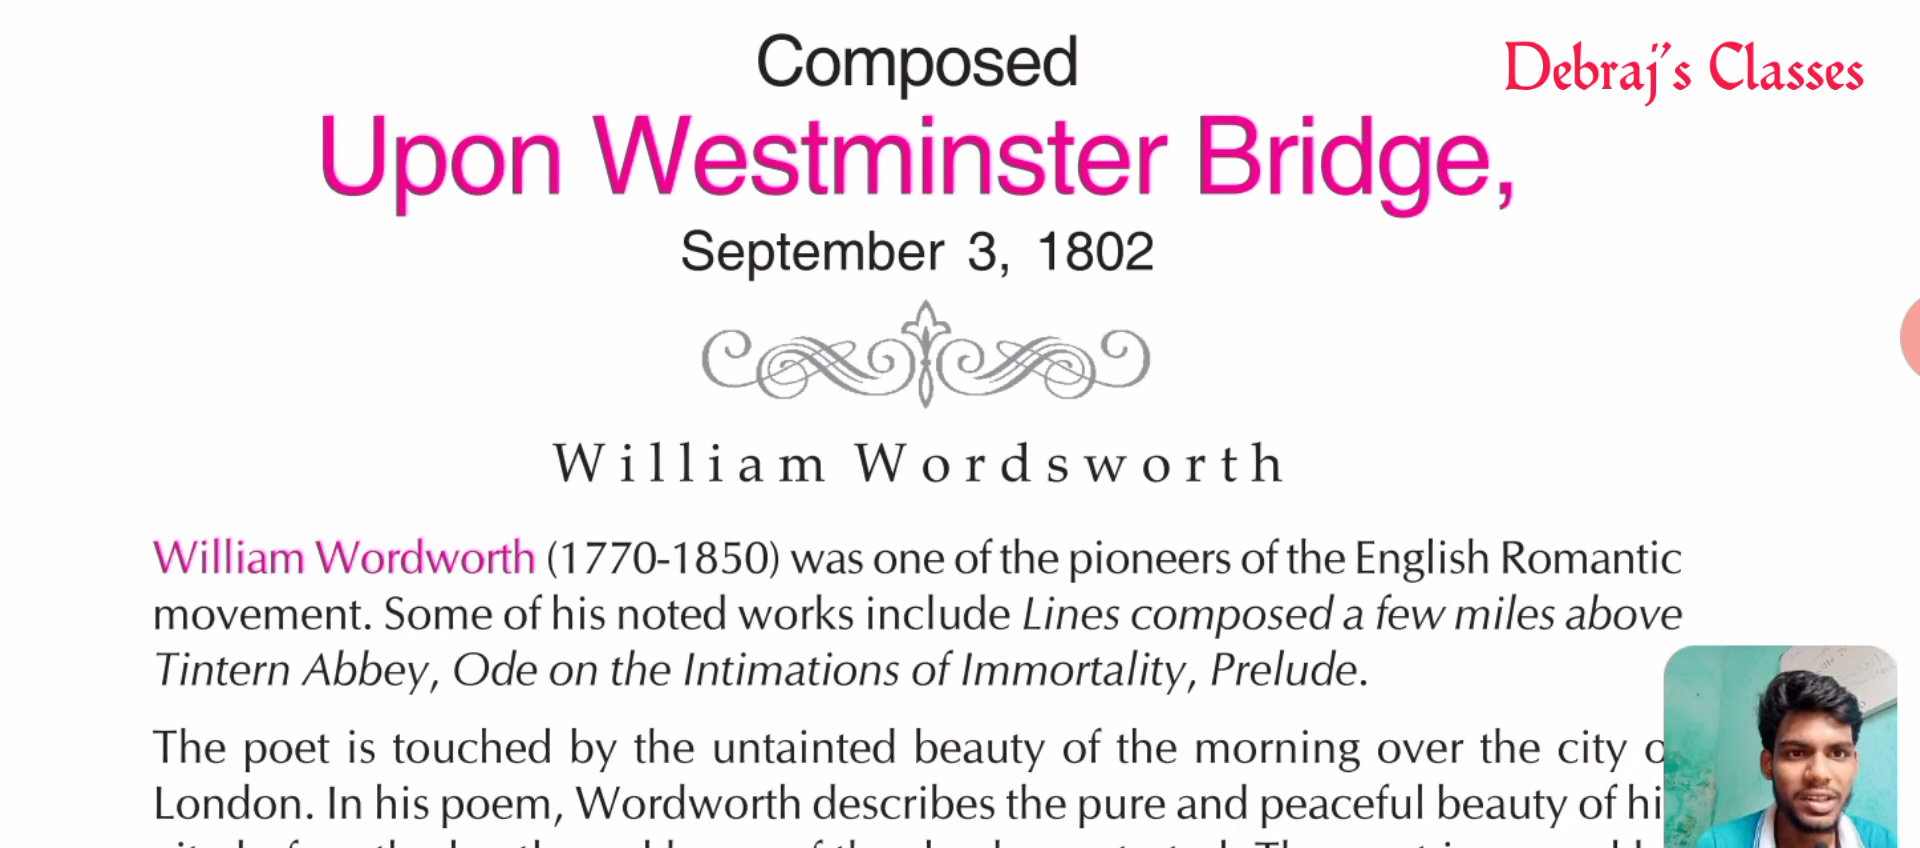 Composed
Debraj's Classes
Upon Westminster Bridge,
September 3, 1802
William Wordsworth
William Wordworth (1770-1850) was one of the pioneers of the English Romantic
movement. Some of his noted works include Lines composed a few miles above
Tintern Abbey, Ode on the Intimations of Immortality, Prelude.
The poet is touched by the untainted beauty of the morning over the city
London. In his poem, Wordworth describes the pure and peaceful beauty of